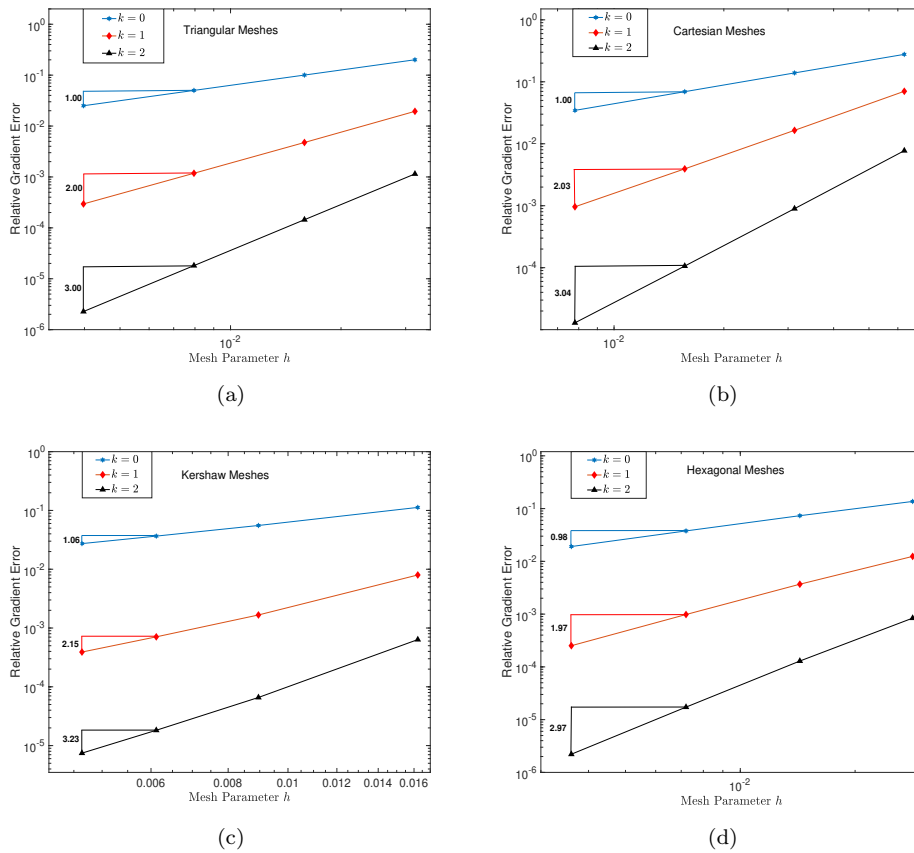 k = 0
k = 1
k = 2
Triangular Meshes
10^0
10^-1
10^-2
10^-3
10^-4
10^-5
10^-6
Relative Gradient Error
1.00
2.00
3.00
10^-2
Mesh Parameter h
(a)
k = 0
k = 1
k = 2
Cartesian Meshes
10^0
10^-1
10^-2
10^-3
10^-4
Relative Gradient Error
1.00
2.03
3.04
10^-2
Mesh Parameter h
(b)
k = 0
k = 1
k = 2
Kershaw Meshes
10^0
10^-1
10^-2
10^-3
10^-4
10^-5
Relative Gradient Error
1.06
2.15
3.23
0.006 0.008 0.01 0.012 0.014 0.016
Mesh Parameter h
(c)
k = 0
k = 1
k = 2
Hexagonal Meshes
10^0
10^-1
10^-2
10^-3
10^-4
10^-5
10^-6
Relative Gradient Error
0.98
1.97
2.97
10^-2
Mesh Parameter h
(d)